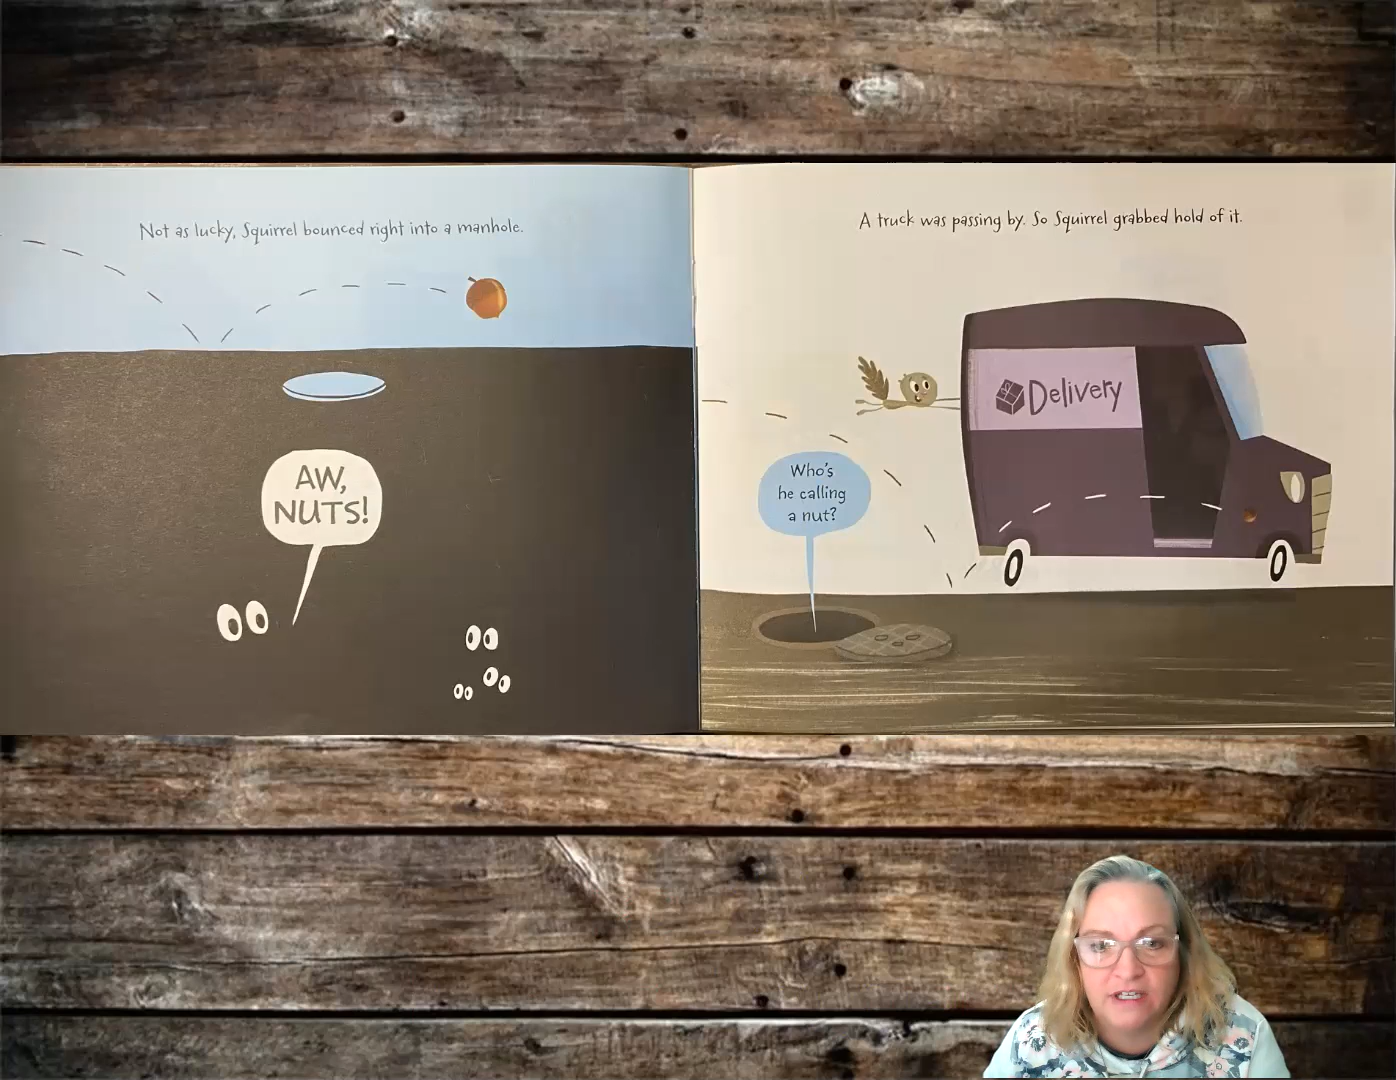 Not as lucky, Squirrel bounced right into a manhole.
AW,
NUTS!
A truck was passing by. So Squirrel grabbed hold of it.
Delivery
Who's
he calling
a nut?